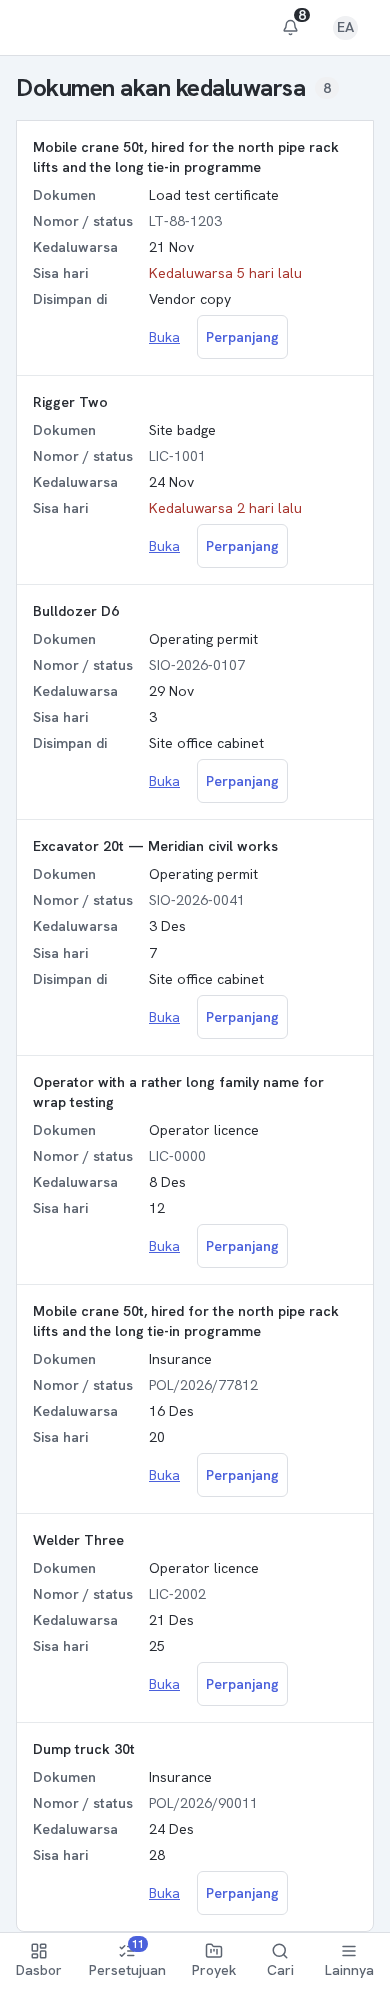 8
EA
Dokumen akan kedaluwarsa 8
Mobile crane 50t, hired for the north pipe rack
lifts and the long tie-in programme
Dokumen Load test certificate
Nomor / status LT-88-1203
Kedaluwarsa 21 Nov
Sisa hari Kedaluwarsa 5 hari lalu
Disimpan di Vendor copy
Buka Perpanjang
Rigger Two
Dokumen Site badge
Nomor / status LIC-1001
Kedaluwarsa 24 Nov
Sisa hari Kedaluwarsa 2 hari lalu
Buka Perpanjang
Bulldozer D6
Dokumen Operating permit
Nomor / status SIO-2026-0107
Kedaluwarsa 29 Nov
Sisa hari 3
Disimpan di Site office cabinet
Buka Perpanjang
Excavator 20t — Meridian civil works
Dokumen Operating permit
Nomor / status SIO-2026-0041
Kedaluwarsa 3 Des
Sisa hari 7
Disimpan di Site office cabinet
Buka Perpanjang
Operator with a rather long family name for
wrap testing
Dokumen Operator licence
Nomor / status LIC-0000
Kedaluwarsa 8 Des
Sisa hari 12
Buka Perpanjang
Mobile crane 50t, hired for the north pipe rack
lifts and the long tie-in programme
Dokumen Insurance
Nomor / status POL/2026/77812
Kedaluwarsa 16 Des
Sisa hari 20
Buka Perpanjang
Welder Three
Dokumen Operator licence
Nomor / status LIC-2002
Kedaluwarsa 21 Des
Sisa hari 25
Buka Perpanjang
Dump truck 30t
Dokumen Insurance
Nomor / status POL/2026/90011
Kedaluwarsa 24 Des
Sisa hari 28
Buka Perpanjang
11
Dasbor Persetujuan Proyek Cari Lainnya